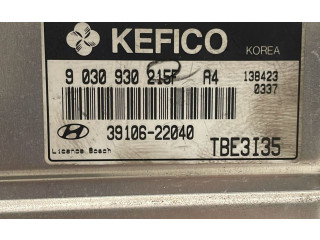 KEFICO
KOREA
9 030 930 215F A4 138423
0337
39106-22040
TBE3I35
Licence Bosch